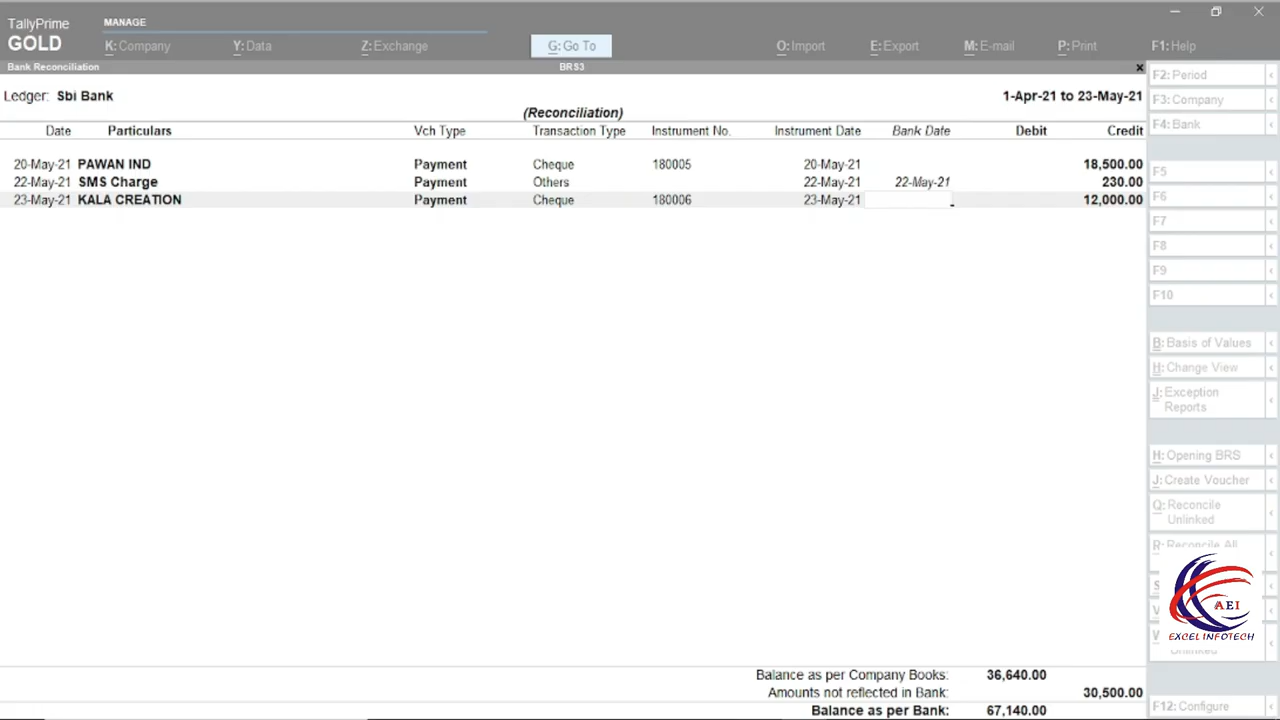 TallyPrime
GOLD
MANAGE
K: Company Y: Data Z: Exchange G: Go To O: Import E: Export M: E-mail P: Print F1: Help
Bank Reconciliation BRS3 x
Ledger: Sbi Bank 1-Apr-21 to 23-May-21
(Reconciliation)
Date Particulars Vch Type Transaction Type Instrument No. Instrument Date Bank Date Debit Credit
20-May-21 PAWAN IND Payment Cheque 180005 20-May-21 18,500.00
22-May-21 SMS Charge Payment Others 22-May-21 22-May-21 230.00
23-May-21 KALA CREATION Payment Cheque 180006 23-May-21 12,000.00
Balance as per Company Books: 36,640.00
Amounts not reflected in Bank: 30,500.00
Balance as per Bank: 67,140.00
F2: Period
F3: Company
F4: Bank
F5
F6
F7
F8
F9
F10
B: Basis of Values
H: Change View
J: Exception
Reports
H: Opening BRS
J: Create Voucher
Q: Reconcile
Unlinked
R: Reconcile All
S
V
W
Unlinked
AEI
EXCEL INFOTECH
F12: Configure